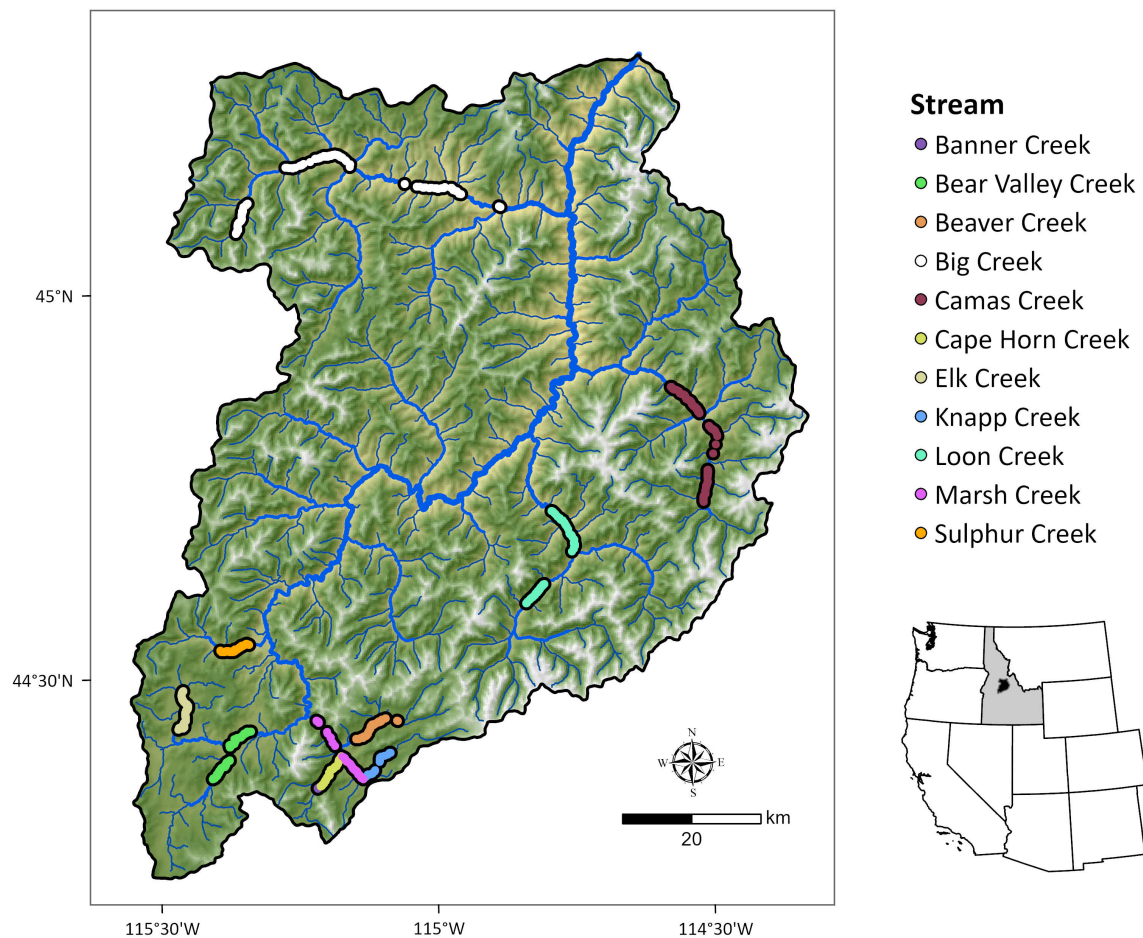 Stream
Banner Creek
Bear Valley Creek
Beaver Creek
Big Creek
Camas Creek
Cape Horn Creek
Elk Creek
Knapp Creek
Loon Creek
Marsh Creek
Sulphur Creek
45°N
44°30'N
N
W E
S
km
20
115°30'W 115°W 114°30'W